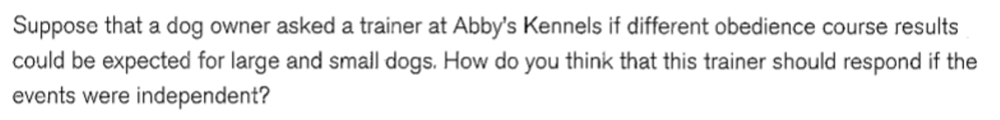 Suppose that a dog owner asked a trainer at Abby's Kennels if different obedience course results
could be expected for large and small dogs. How do you think that this trainer should respond if the
events were independent?